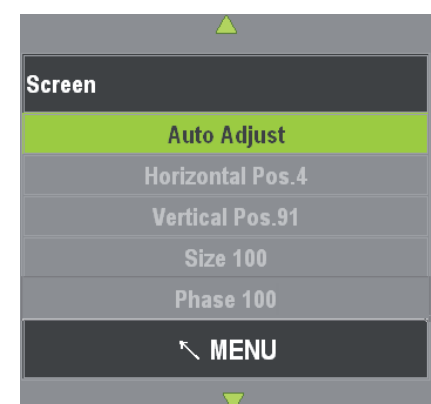 Screen
Auto Adjust
Horizontal Pos.4
Vertical Pos.91
Size 100
Phase 100
↖ MENU